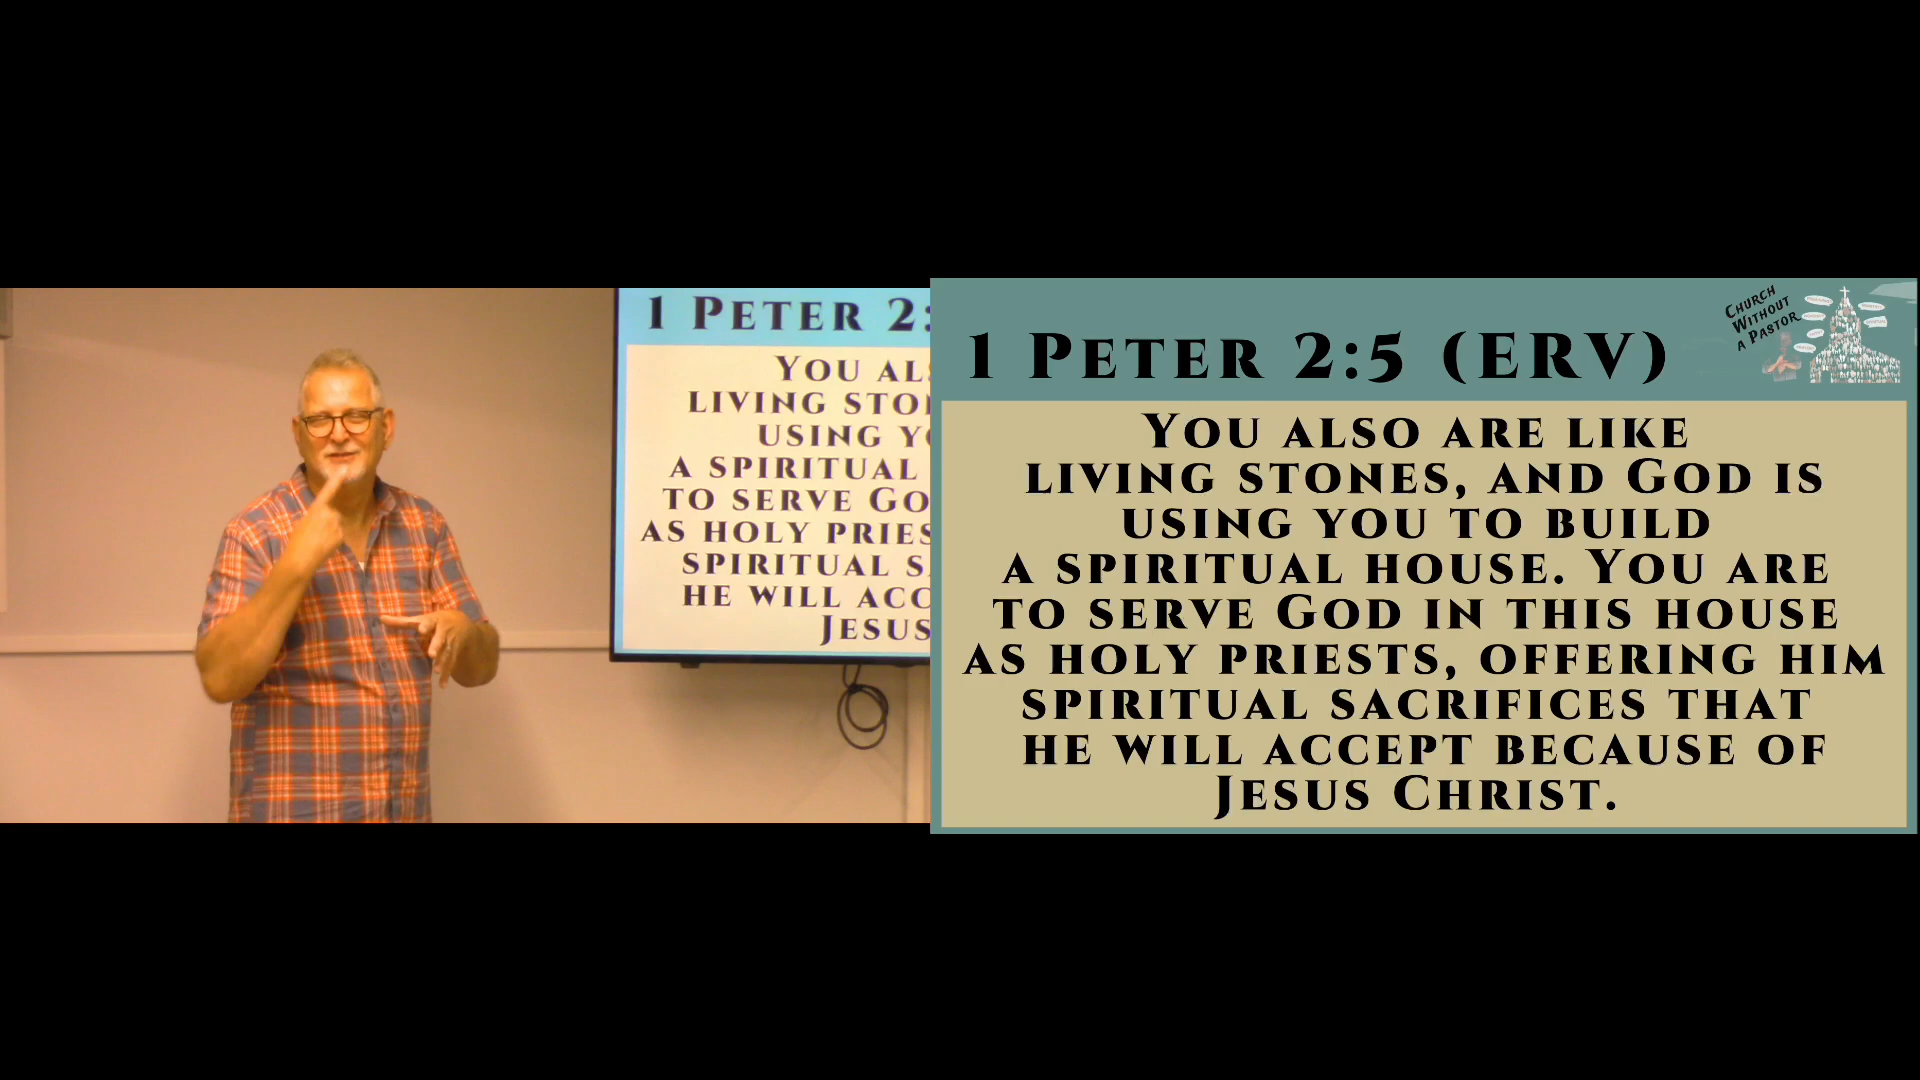 1 Peter 2:
You als
living sto
using yo
a spiritual
to serve Go
as holy pries
spiritual s
he will acc
Jesus
1 Peter 2:5 (ERV)
Church
Without
a Pastor
You also are like
living stones, and God is
using you to build
a spiritual house. You are
to serve God in this house
as holy priests, offering him
spiritual sacrifices that
he will accept because of
Jesus Christ.